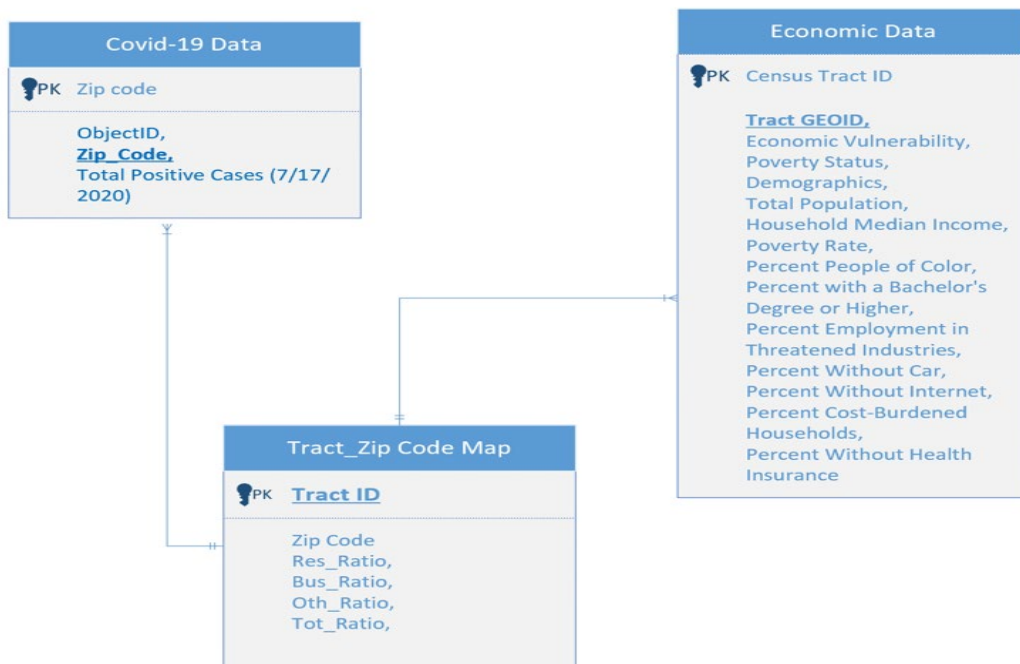 Covid-19 Data
PK Zip code
ObjectID,
Zip_Code,
Total Positive Cases (7/17/
2020)
Economic Data
PK Census Tract ID
Tract GEOID,
Economic Vulnerability,
Poverty Status,
Demographics,
Total Population,
Household Median Income,
Poverty Rate,
Percent People of Color,
Percent with a Bachelor's
Degree or Higher,
Percent Employment in
Threatened Industries,
Percent Without Car,
Percent Without Internet,
Percent Cost-Burdened
Households,
Percent Without Health
Insurance
Tract_Zip Code Map
PK Tract ID
Zip Code
Res_Ratio,
Bus_Ratio,
Oth_Ratio,
Tot_Ratio,